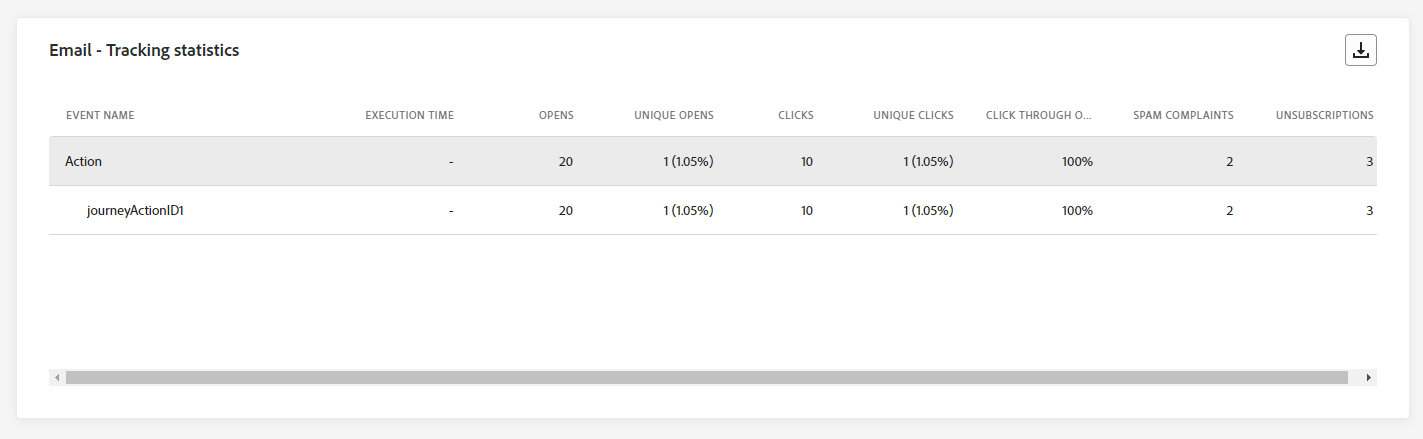 Email - Tracking statistics
EVENT NAME EXECUTION TIME OPENS UNIQUE OPENS CLICKS UNIQUE CLICKS CLICK THROUGH O... SPAM COMPLAINTS UNSUBSCRIPTIONS
Action - 20 1 (1.05%) 10 1 (1.05%) 100% 2 3
journeyActionID1 - 20 1 (1.05%) 10 1 (1.05%) 100% 2 3